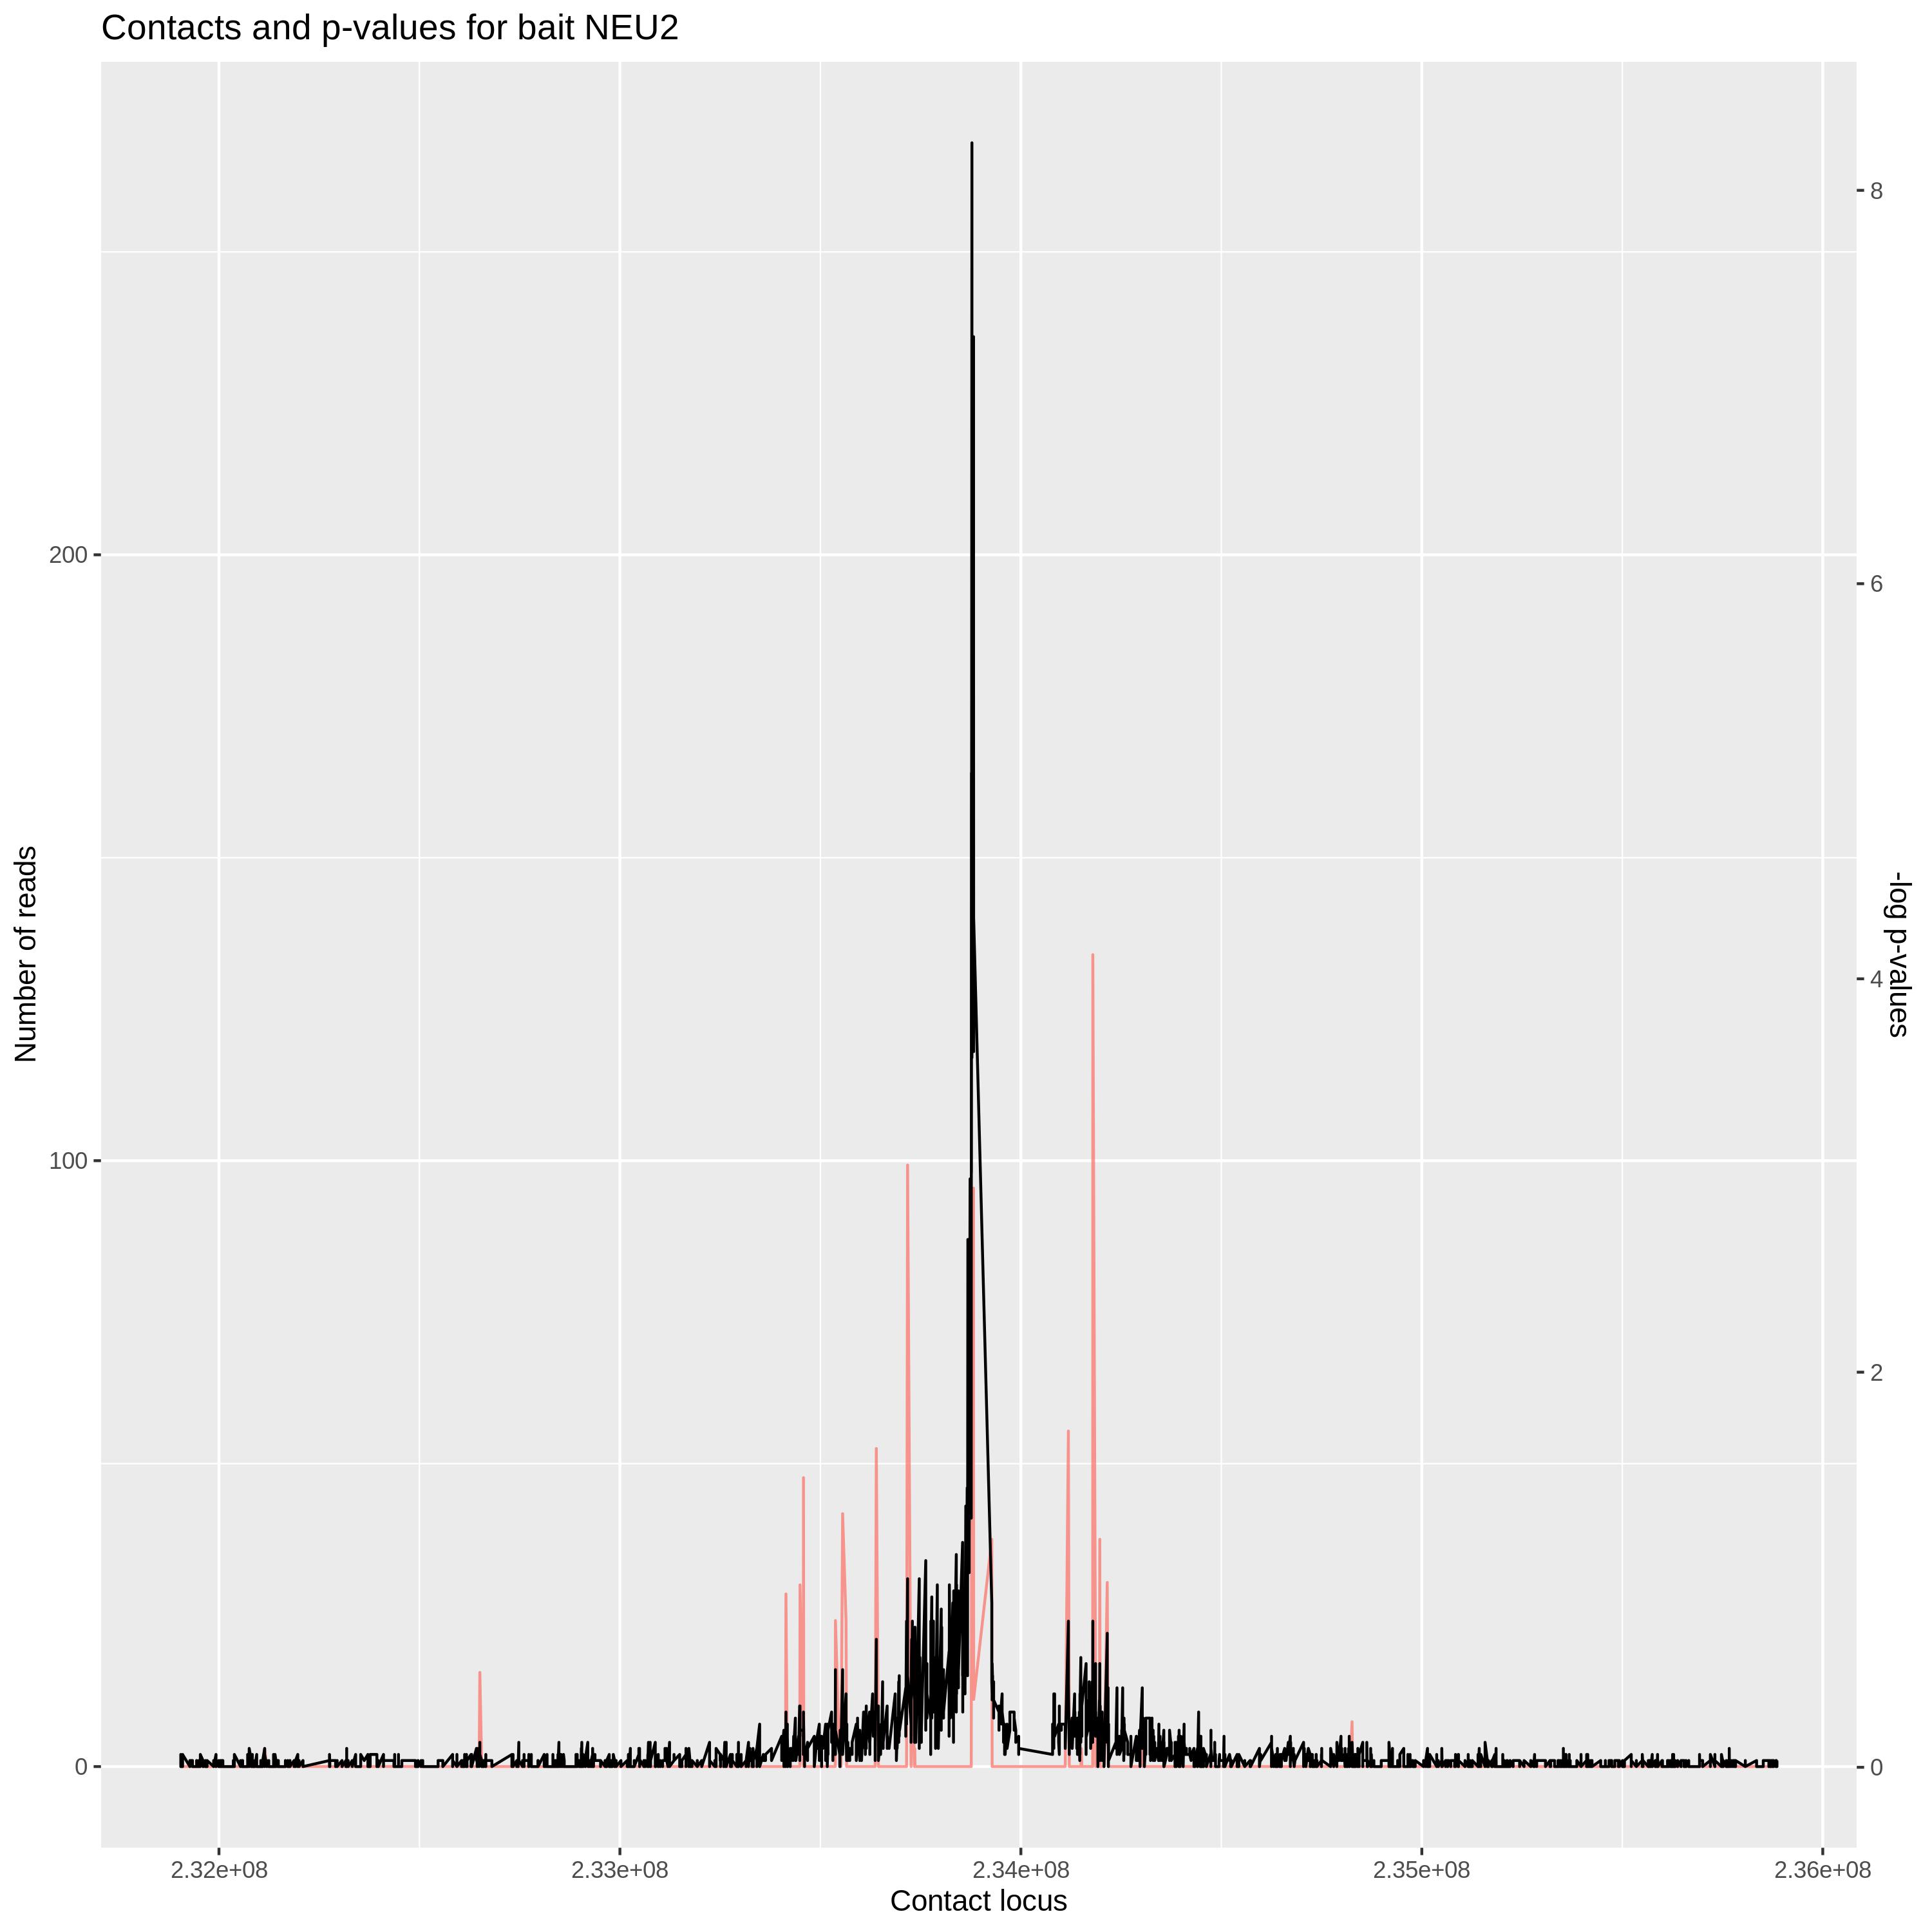 Contacts and p-values for bait NEU2
Number of reads
200
100
0
8
6
4
2
0
-log p-values
2.32e+08 2.33e+08 2.34e+08 2.35e+08 2.36e+08
Contact locus